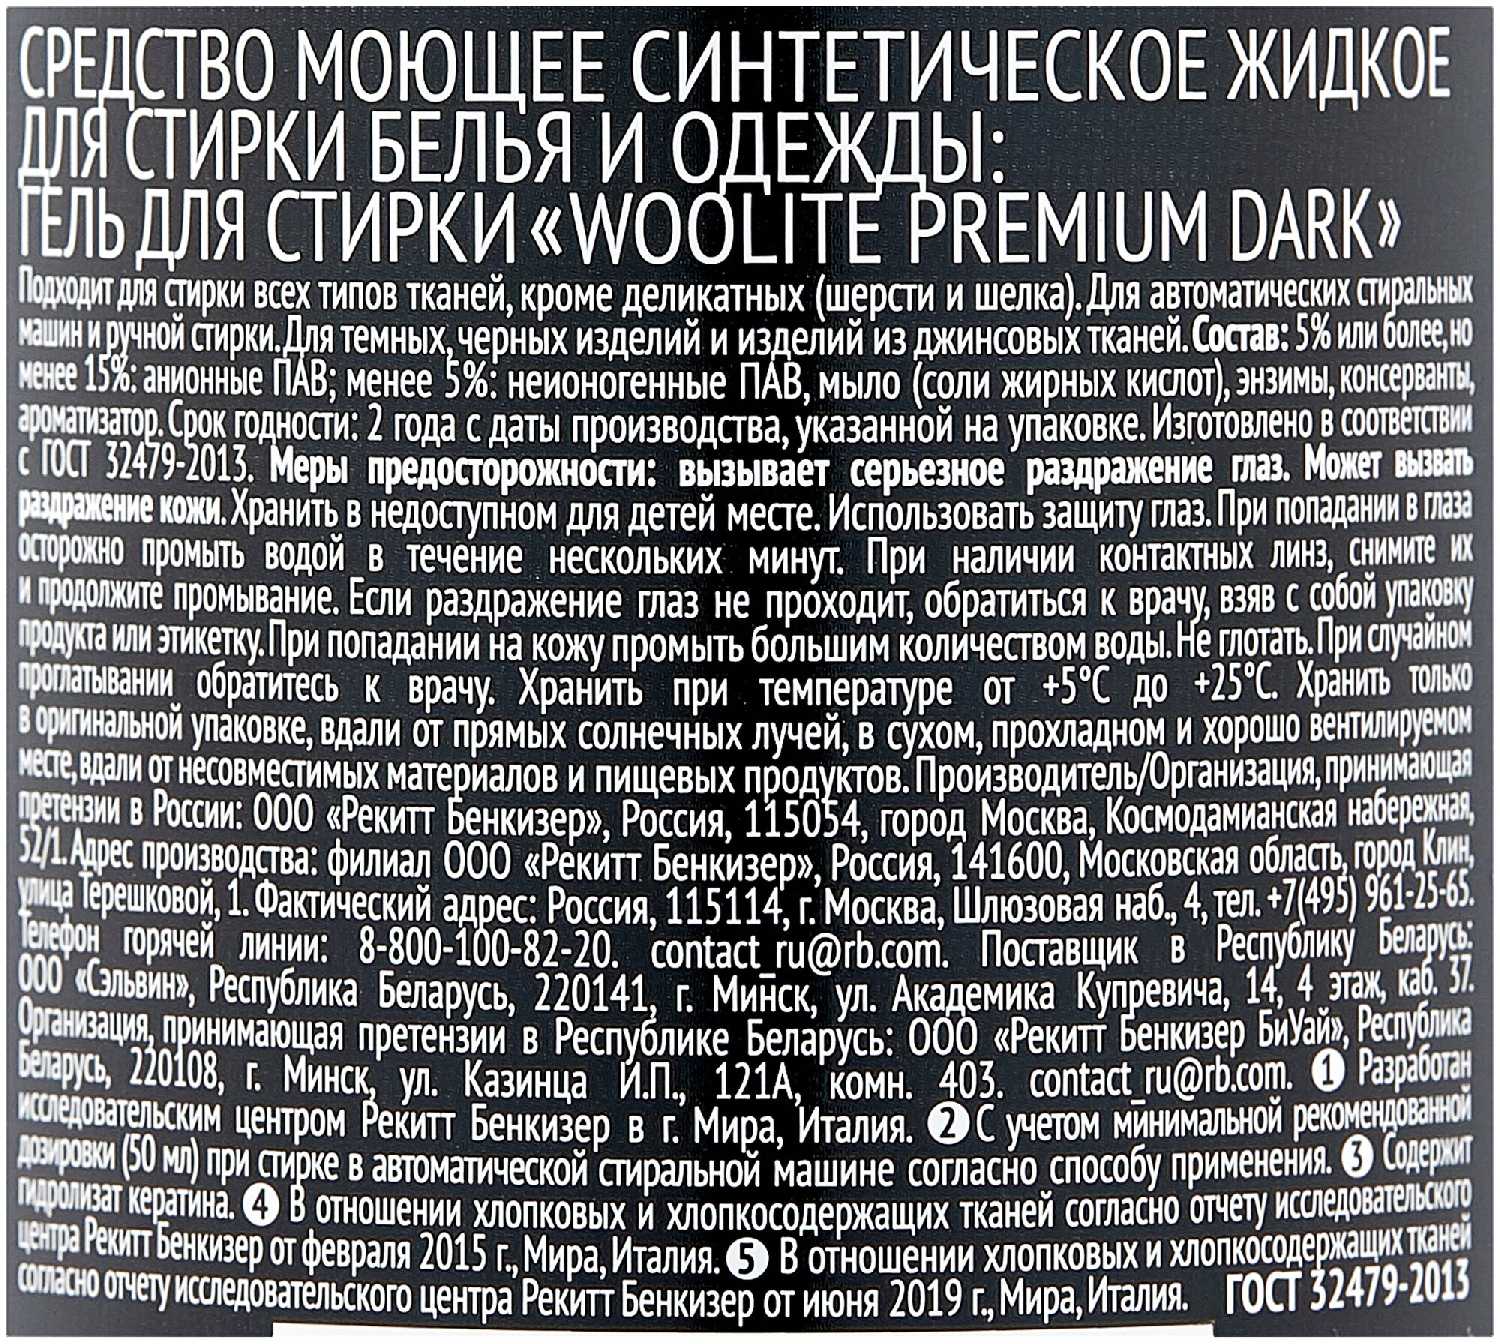 СРЕДСТВО МОЮЩЕЕ СИНТЕТИЧЕСКОЕ ЖИДКОЕ
ДЛЯ СТИРКИ БЕЛЬЯ И ОДЕЖДЫ:
ГЕЛЬ ДЛЯ СТИРКИ «WOOLITE PREMIUM DARK»
Подходит для стирки всех типов тканей, кроме деликатных (шерсти и шелка). Для автоматических стиральных
машин и ручной стирки. Для темных, черных изделий и изделий из джинсовых тканей. Состав: 5% или более, но
менее 15%: анионные ПАВ; менее 5%: неионогенные ПАВ, мыло (соли жирных кислот), энзимы, консерванты,
ароматизатор. Срок годности: 2 года с даты производства, указанной на упаковке. Изготовлено в соответствии
с ГОСТ 32479-2013. Меры предосторожности: вызывает серьезное раздражение глаз. Может вызвать
раздражение кожи. Хранить в недоступном для детей месте. Использовать защиту глаз. При попадании в глаза
осторожно промыть водой в течение нескольких минут. При наличии контактных линз, снимите их
и продолжите промывание. Если раздражение глаз не проходит, обратиться к врачу, взяв с собой упаковку
продукта или этикетку. При попадании на кожу промыть большим количеством воды. Не глотать. При случайном
проглатывании обратитесь к врачу. Хранить при температуре от +5°С до +25°С. Хранить только
в оригинальной упаковке, вдали от прямых солнечных лучей, в сухом, прохладном и хорошо вентилируемом
месте, вдали от несовместимых материалов и пищевых продуктов. Производитель/Организация, принимающая
претензии в России: ООО «Рекитт Бенкизер», Россия, 115054, город Москва, Космодамианская набережная,
52/1. Адрес производства: филиал ООО «Рекитт Бенкизер», Россия, 141600, Московская область, город Клин,
улица Терешковой, 1. Фактический адрес: Россия, 115114, г. Москва, Шлюзовая наб., 4, тел. +7(495) 961-25-65.
Телефон горячей линии: 8-800-100-82-20. contact_ru@rb.com. Поставщик в Республику Беларусь:
ООО «Сэльвин», Республика Беларусь, 220141, г. Минск, ул. Академика Купревича, 14, 4 этаж, каб. 37.
Организация, принимающая претензии в Республике Беларусь: ООО «Рекитт Бенкизер БиУай», Республика
Беларусь, 220108, г. Минск, ул. Казинца И.П., 121А, комн. 403. contact_ru@rb.com. 1 Разработан
исследовательским центром Рекитт Бенкизер в г. Мира, Италия. 2 С учетом минимальной рекомендованной
дозировки (50 мл) при стирке в автоматической стиральной машине согласно способу применения. 3 Содержит
гидролизат кератина. 4 В отношении хлопковых и хлопкосодержащих тканей согласно отчету исследовательского
центра Рекитт Бенкизер от февраля 2015 г., Мира, Италия. 5 В отношении хлопковых и хлопкосодержащих тканей
согласно отчету исследовательского центра Рекитт Бенкизер от июня 2019 г., Мира, Италия. ГОСТ 32479-2013